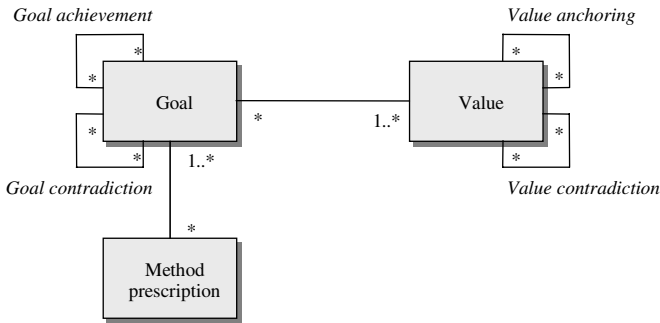 Goal achievement
Value anchoring
* *
* *
Goal
Value
* 1..*
* *
* *
1..*
Goal contradiction
Value contradiction
*
Method
prescription